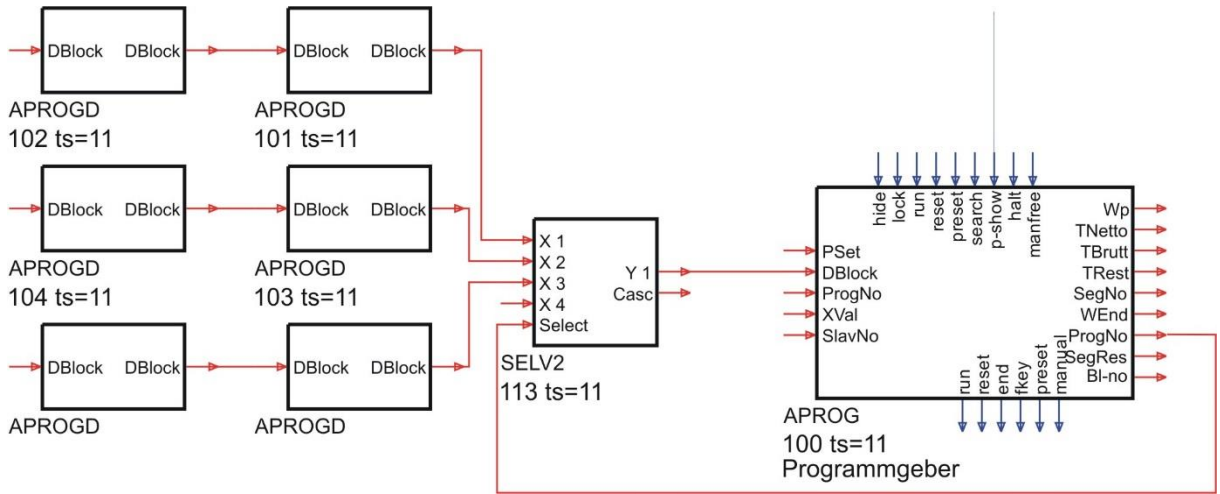 DBlock DBlock
APROGD
102 ts=11
DBlock DBlock
APROGD
101 ts=11
DBlock DBlock
APROGD
104 ts=11
DBlock DBlock
APROGD
103 ts=11
DBlock DBlock
APROGD
DBlock DBlock
APROGD
X 1
X 2
X 3
X 4
Select
Y 1
Casc
SELV2
113 ts=11
hide
lock
run
reset
preset
search
p-show
halt
manfree
PSet
DBlock
ProgNo
XVal
SlavNo
Wp
TNetto
TBrutt
TRest
SegNo
WEnd
ProgNo
SegRes
Bl-no
run
reset
end
fkey
preset
manual
APROG
100 ts=11
Programmgeber